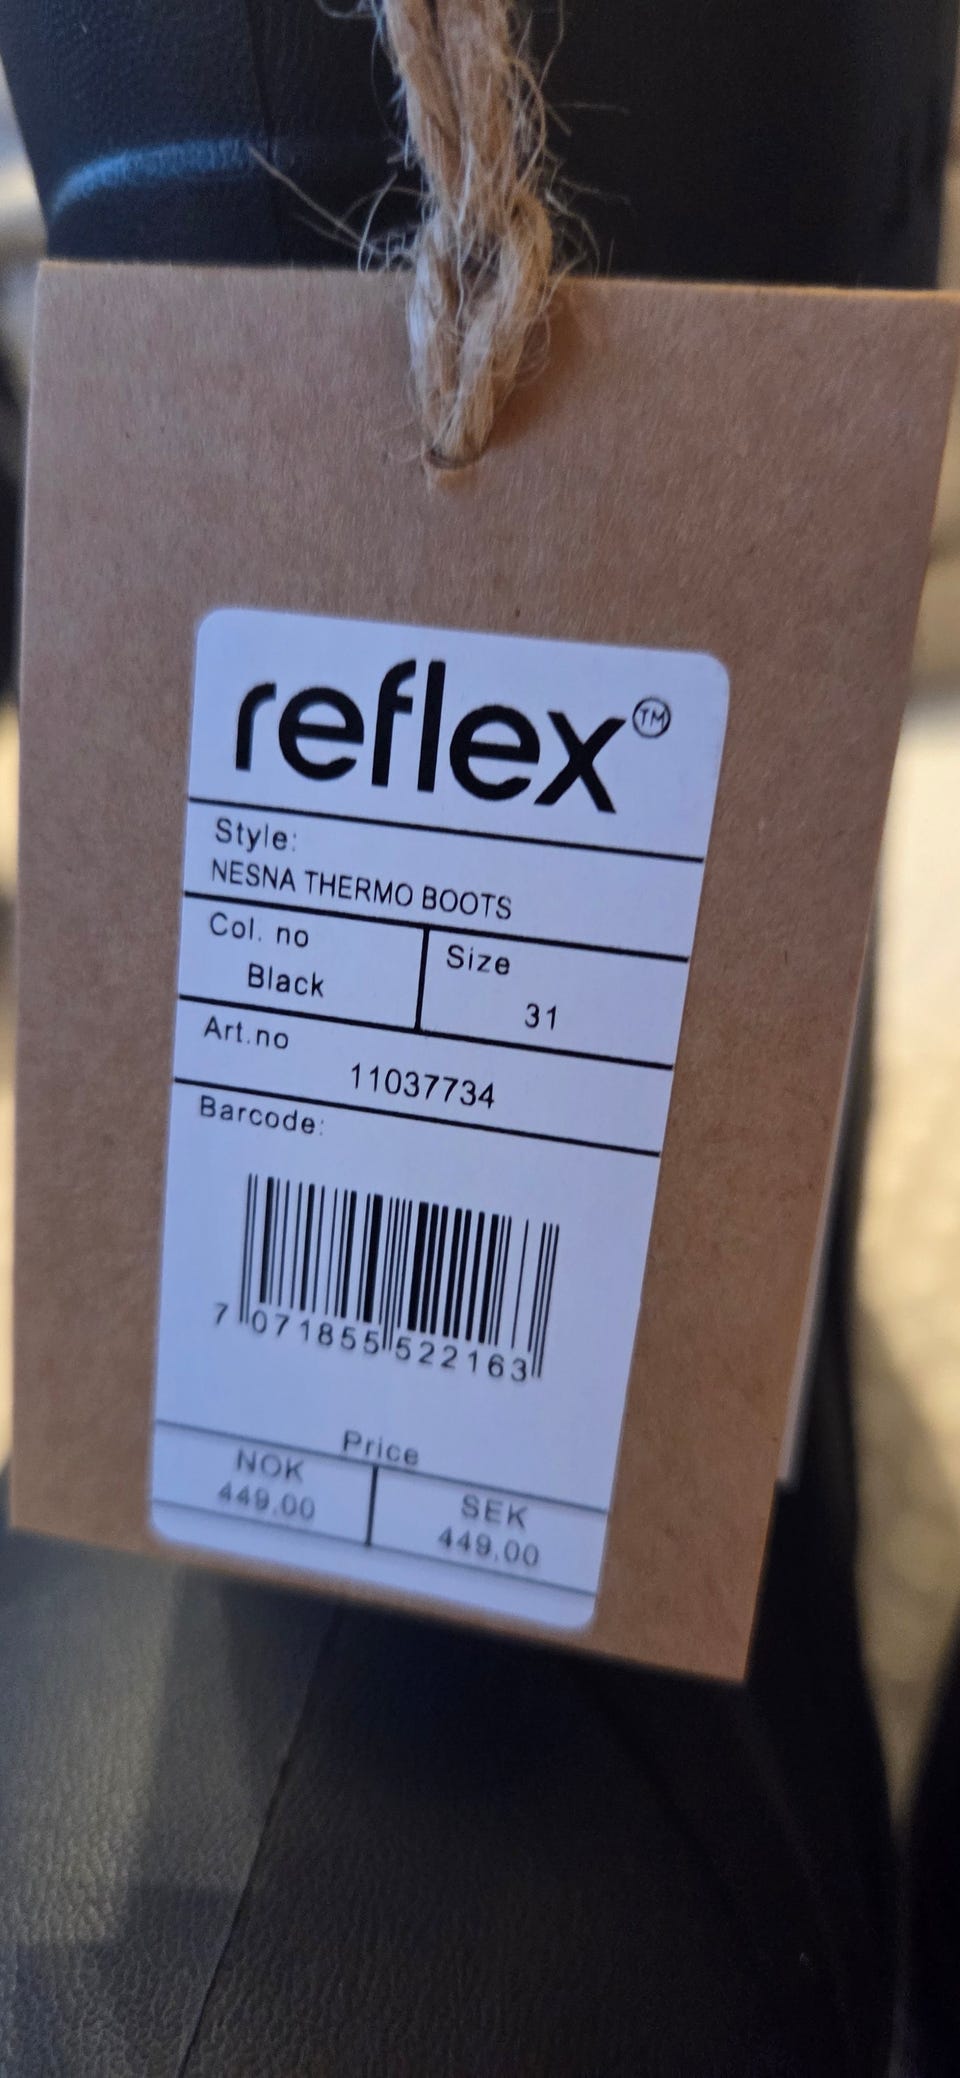 reflex™
Style:
NESNA THERMO BOOTS
Col. no
Black
Size
31
Art.no
11037734
Barcode:
7 071855 522163
Price
NOK
449.00
SEK
449.00